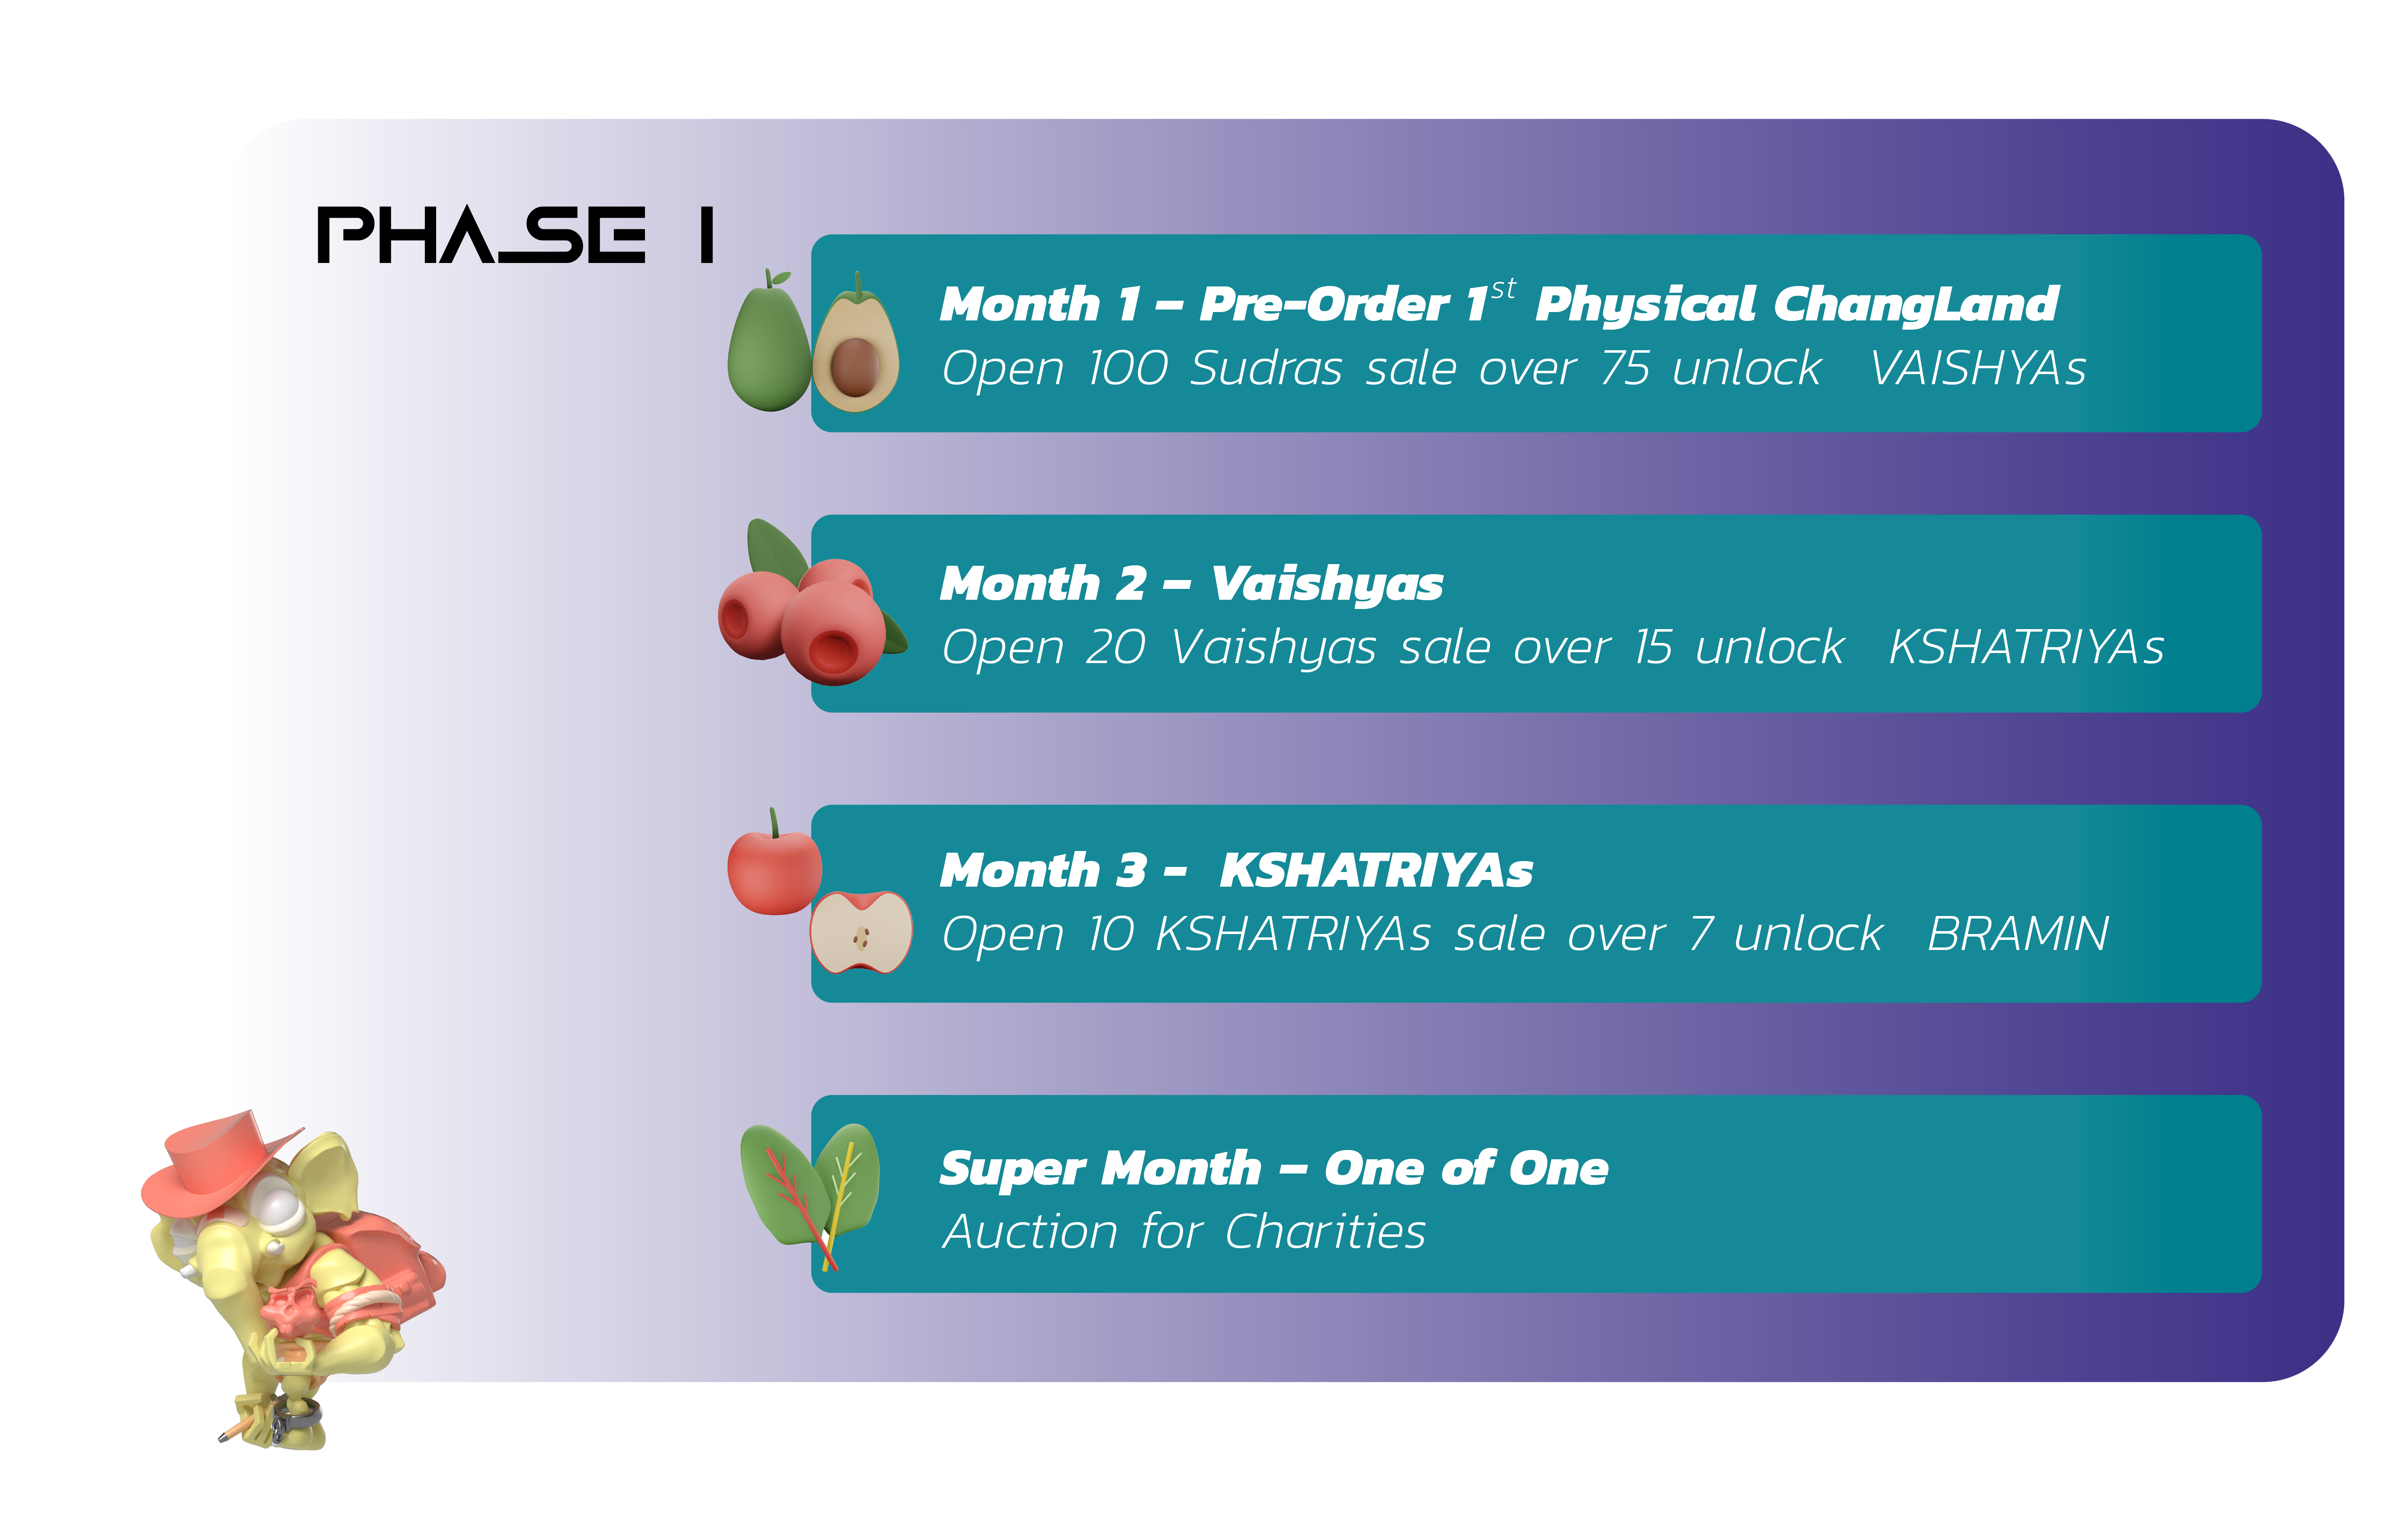 PHASE 1
Month 1 – Pre-Order 1st Physical ChangLand
Open 100 Sudras sale over 75 unlock VAISHYAs
Month 2 – Vaishyas
Open 20 Vaishyas sale over 15 unlock KSHATRIYAs
Month 3 - KSHATRIYAs
Open 10 KSHATRIYAs sale over 7 unlock BRAMIN
Super Month – One of One
Auction for Charities